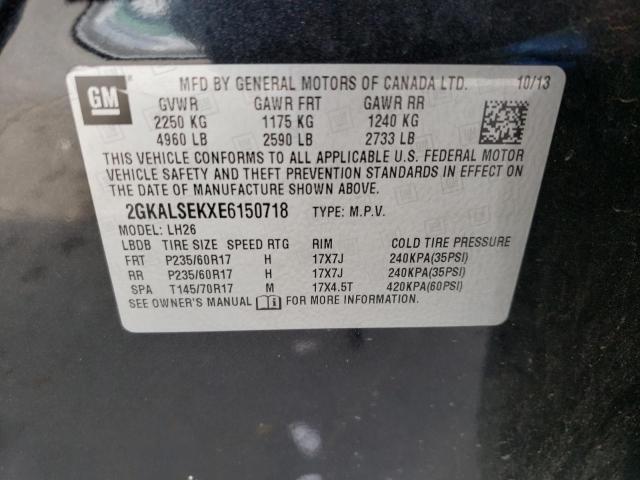 GM
MFD BY GENERAL MOTORS OF CANADA LTD. 10/13
GVWR GAWR FRT GAWR RR
2250 KG 1175 KG 1240 KG
4960 LB 2590 LB 2733 LB
THIS VEHICLE CONFORMS TO ALL APPLICABLE U.S. FEDERAL MOTOR
VEHICLE SAFETY AND THEFT PREVENTION STANDARDS IN EFFECT ON
THE DATE OF MANUFACTURE SHOWN ABOVE.
2GKALSEKXE6150718 TYPE: M.P.V.
MODEL: LH26
LBDB TIRE SIZE SPEED RTG RIM COLD TIRE PRESSURE
FRT P235/60R17 H 17X7J 240KPA(35PSI)
RR P235/60R17 H 17X7J 240KPA(35PSI)
SPA T145/70R17 M 17X4.5T 420KPA(60PSI)
SEE OWNER'S MANUAL FOR MORE INFORMATION.